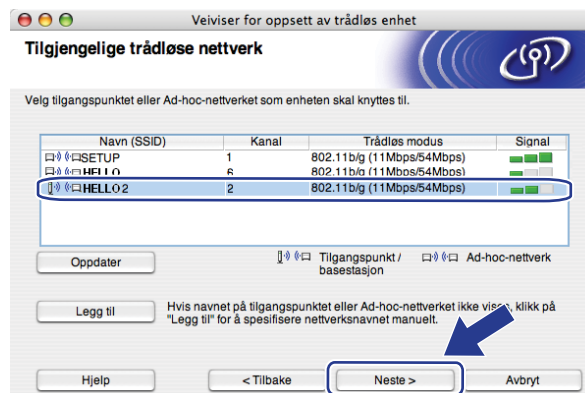 Veiviser for oppsett av trådløs enhet
Tilgjengelige trådløse nettverk
Velg tilgangspunktet eller Ad-hoc-nettverket som enheten skal knyttes til.
Navn (SSID) Kanal Trådløs modus Signal
SETUP 1 802.11b/g (11Mbps/54Mbps)
HELLO 6 802.11b/g (11Mbps/54Mbps)
HELLO2 2 802.11b/g (11Mbps/54Mbps)
Oppdater
Tilgangspunkt / basestasjon
Ad-hoc-nettverk
Legg til
Hvis navnet på tilgangspunktet eller Ad-hoc-nettverket ikke vises, klikk på
"Legg til" for å spesifisere nettverksnavnet manuelt.
Hjelp < Tilbake Neste > Avbryt